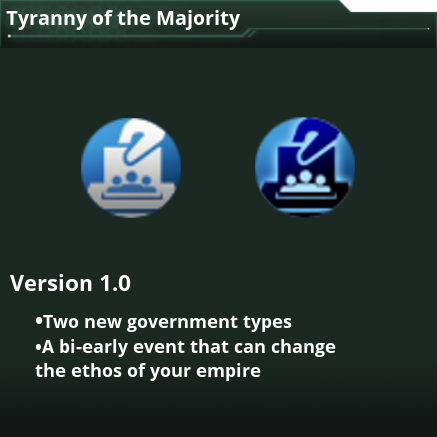 Tyranny of the Majority
Version 1.0
•Two new government types
•A bi-early event that can change
the ethos of your empire